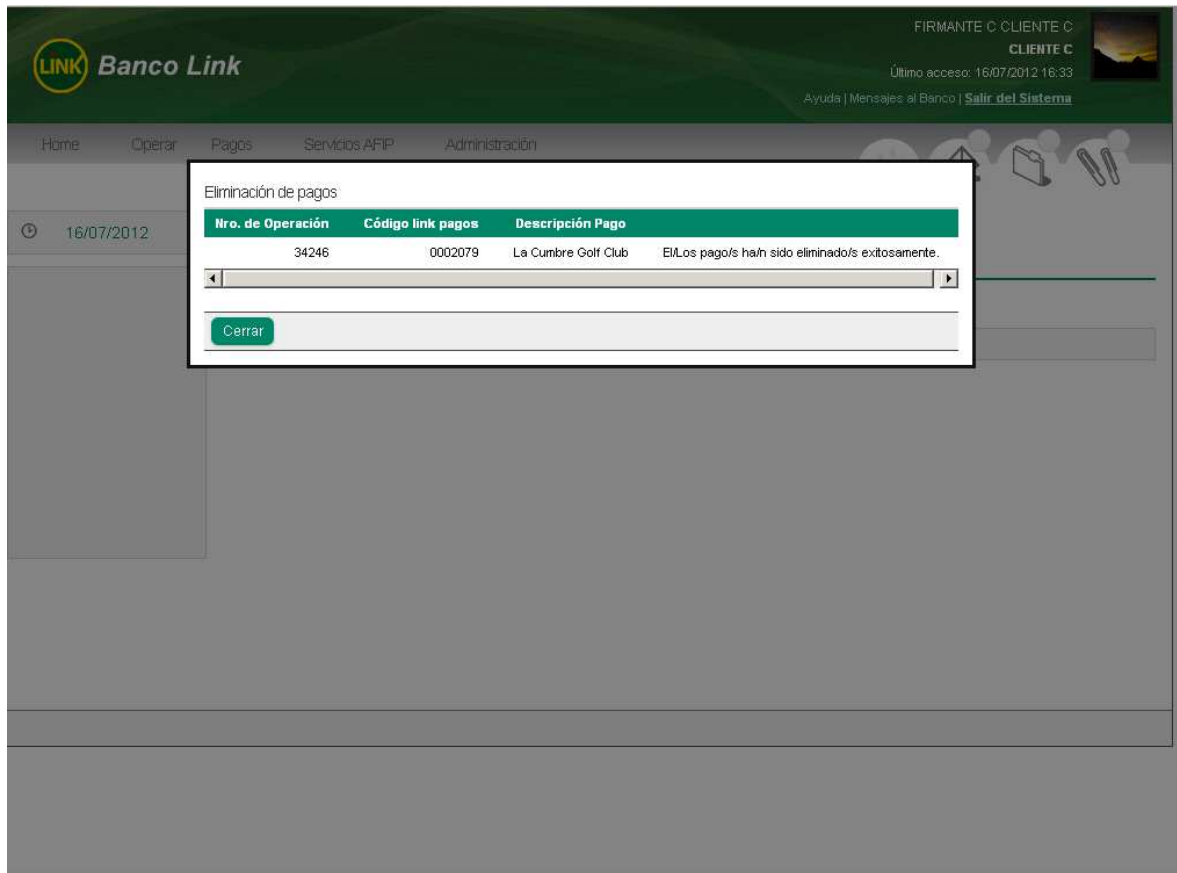 FIRMANTE C CLIENTE C
CLIENTE C
LINK Banco Link
Último acceso: 16/07/2012 16:33
Ayuda | Mensajes al Banco | Salir del Sistema
Home Operar Pagos Servicios AFIP Administración
Eliminación de pagos
16/07/2012
Nro. de Operación Código link pagos Descripción Pago
34246 0002079 La Cumbre Golf Club El/Los pago/s ha/n sido eliminado/s exitosamente.
Cerrar